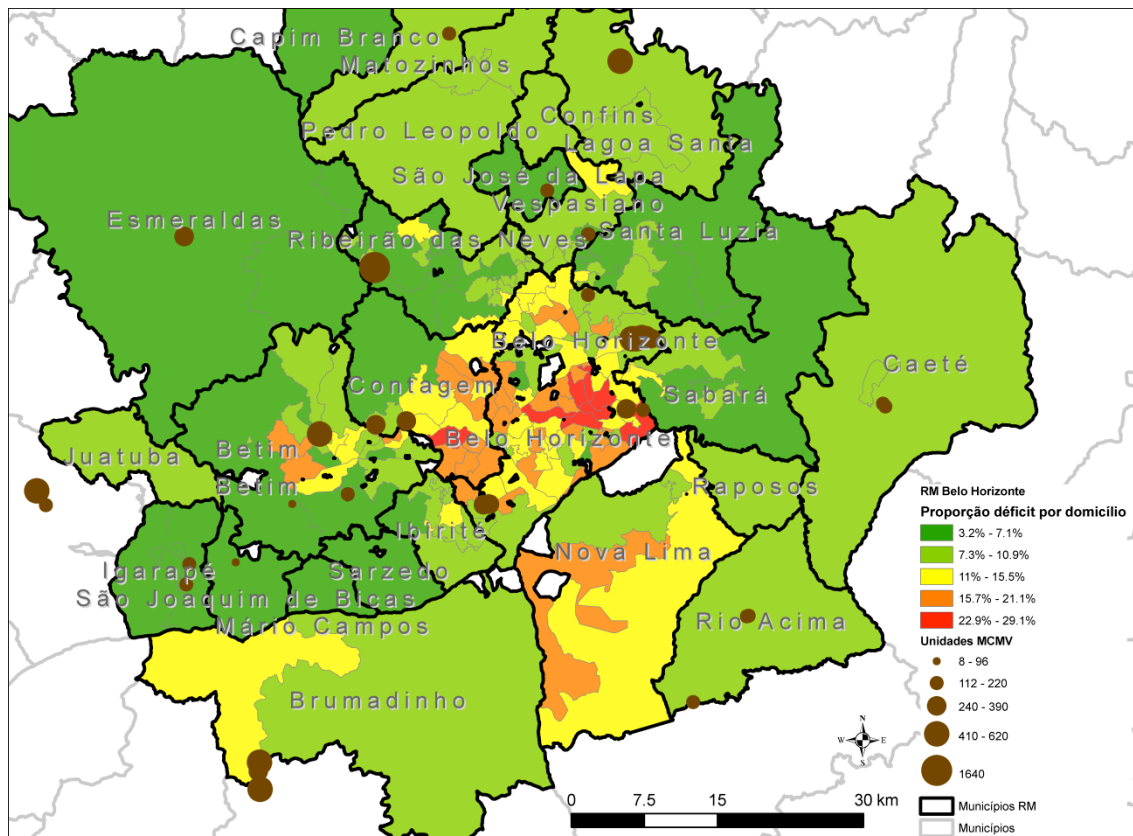 Capim Branco
Matozinhos
Confins
Pedro Leopoldo
Lagoa Santa
São José da Lapa
Vespasiano
Esmeraldas
Santa Luzia
Ribeirão das Neves
Belo Horizonte
Caeté
Contagem
Sabará
Belo Horizonte
Betim
Juatuba
Betim
Raposos
Ibirité
Nova Lima
Igarapé
Sarzedo
São Joaquim de Bicas
Mário Campos
Rio Acima
Brumadinho
RM Belo Horizonte
Proporção déficit por domicílio
3.2% - 7.1%
7.3% - 10.9%
11% - 15.5%
15.7% - 21.1%
22.9% - 29.1%
Unidades MCMV
8 - 96
112 - 220
240 - 390
410 - 620
1640
Municípios RM
Municípios
N
W E
S
0 7.5 15 30 km